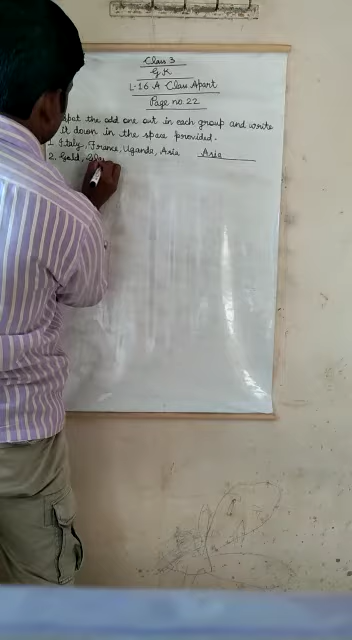 Class 3
G.K
L-16 A Class Apart
Page no. 22
the odd one out in each group and write
it down in the space provided.
1. Italy, France, Uganda, Asia Asia
2. Gold,